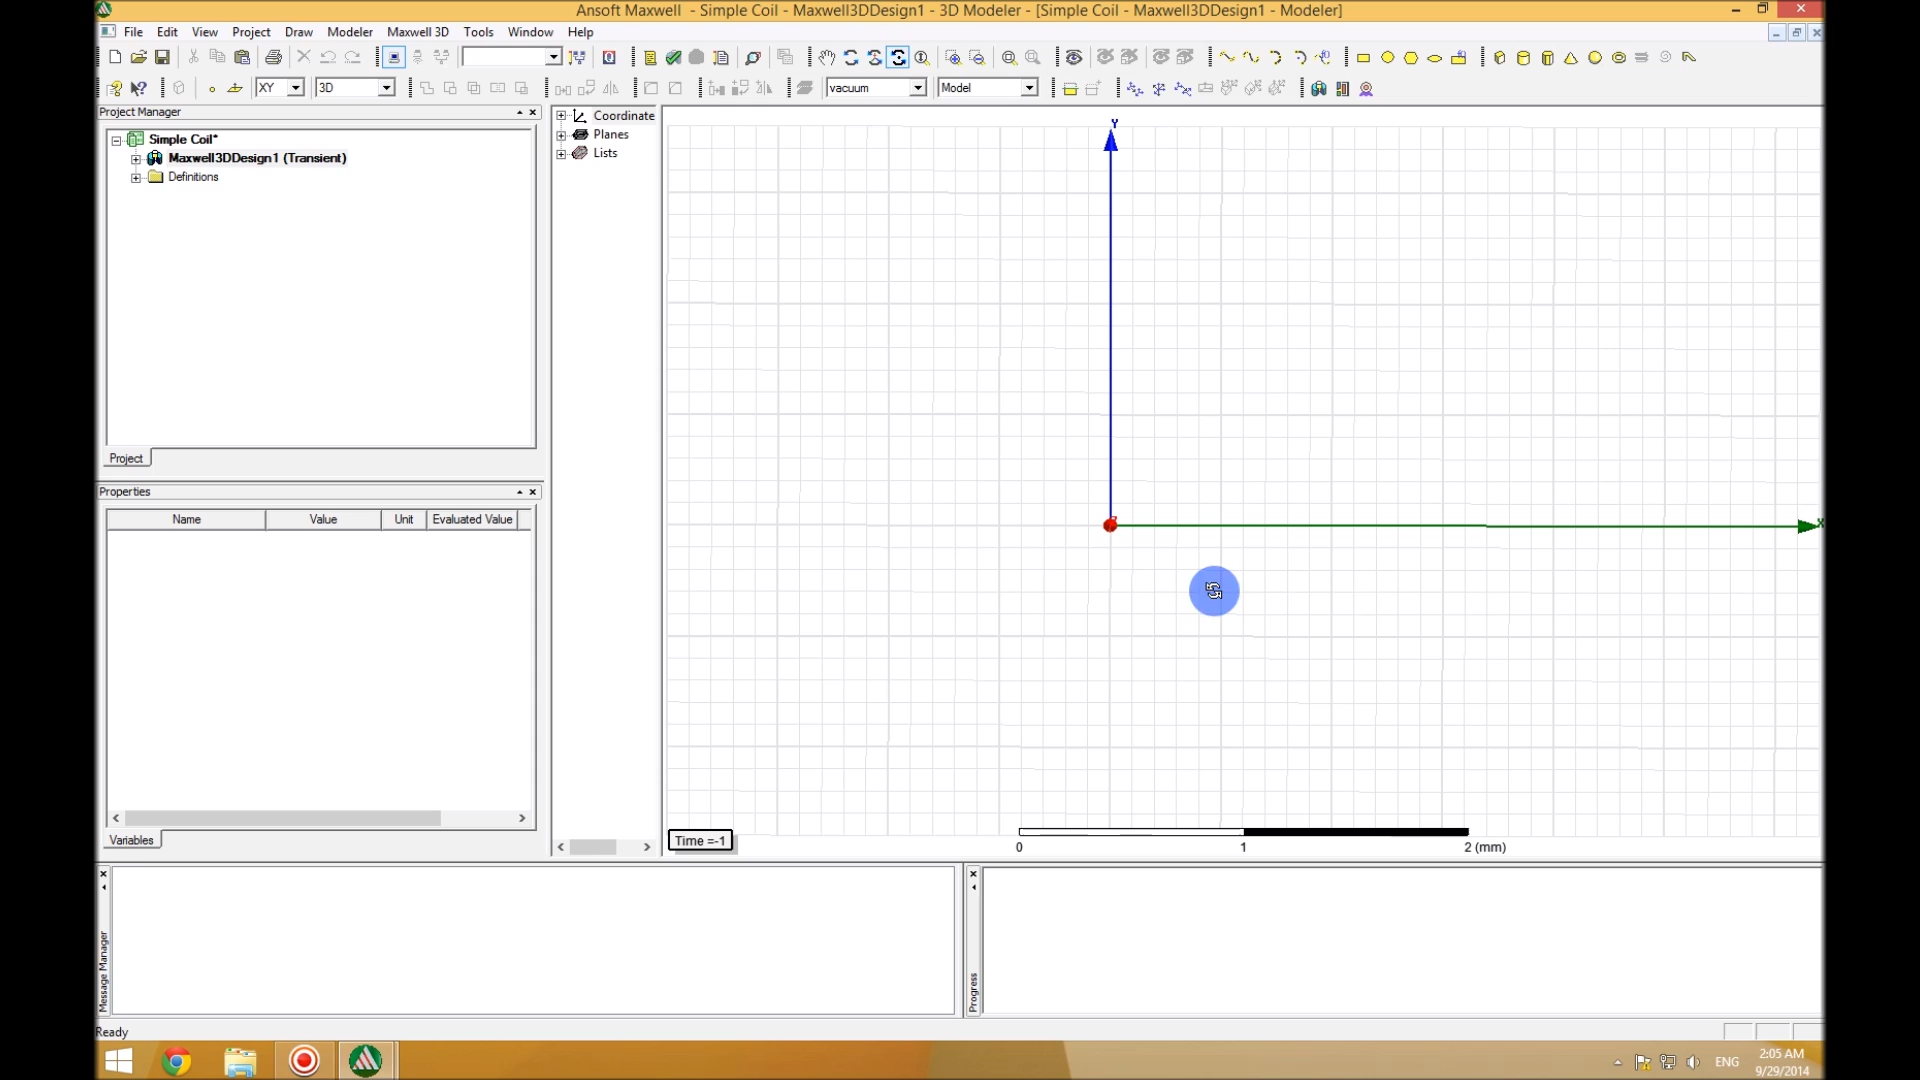 Ansoft Maxwell - Simple Coil - Maxwell3DDesign1 - 3D Modeler - [Simple Coil - Maxwell3DDesign1 - Modeler]
File Edit View Project Draw Modeler Maxwell 3D Tools Window Help
XY 3D vacuum Model
Project Manager
Simple Coil*
Maxwell3DDesign1 (Transient)
Definitions
Project
Coordinate
Planes
Lists
Properties
Name Value Unit Evaluated Value
Variables
Y
X
Time =-1
0 1 2 (mm)
Message Manager
Progress
Ready
ENG
2:05 AM
9/29/2014